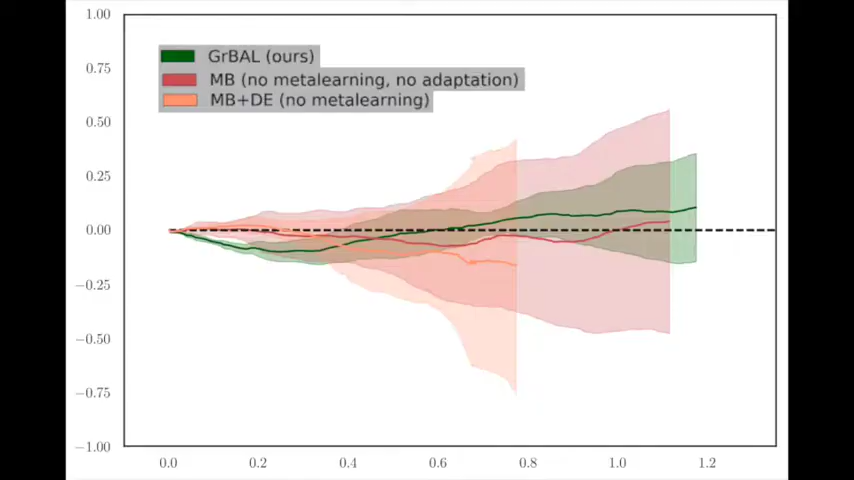 1.00
0.75
0.50
0.25
0.00
−0.25
−0.50
−0.75
−1.00
GrBAL (ours)
MB (no metalearning, no adaptation)
MB+DE (no metalearning)
0.0 0.2 0.4 0.6 0.8 1.0 1.2